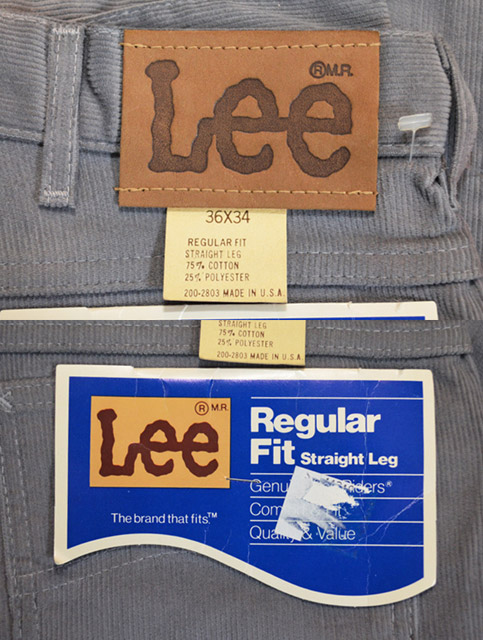 Lee
® M.R.
36X34
REGULAR FIT
STRAIGHT LEG
75% COTTON
25% POLYESTER
200-2803 MADE IN U.S.A.
STRAIGHT LEG
75% COTTON
25% POLYESTER
200-2803 MADE IN U.S.A
Lee
® M.R.
The brand that fits.™
Regular
Fit Straight Leg
Quality & Value